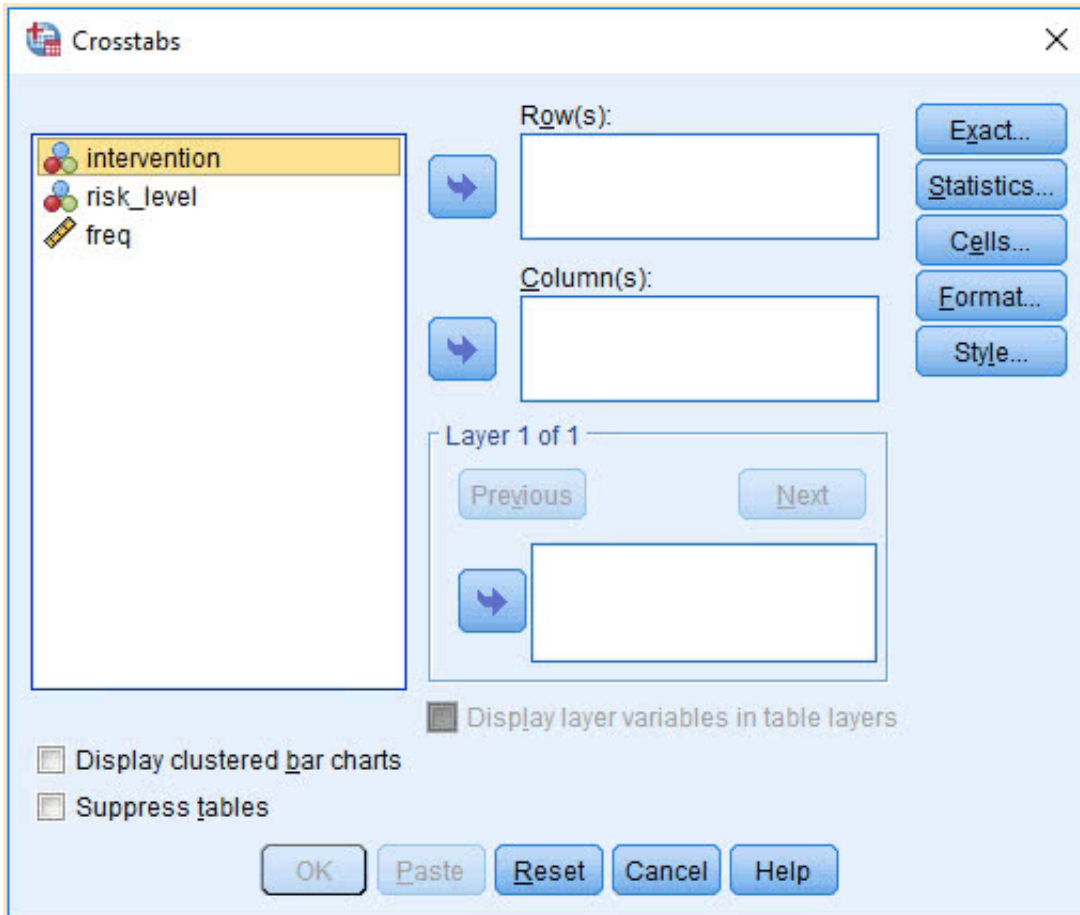 Crosstabs
intervention
risk_level
freq
Row(s):
Column(s):
Exact...
Statistics...
Cells...
Format...
Style...
Layer 1 of 1
Previous
Next
Display layer variables in table layers
Display clustered bar charts
Suppress tables
OK
Paste
Reset
Cancel
Help